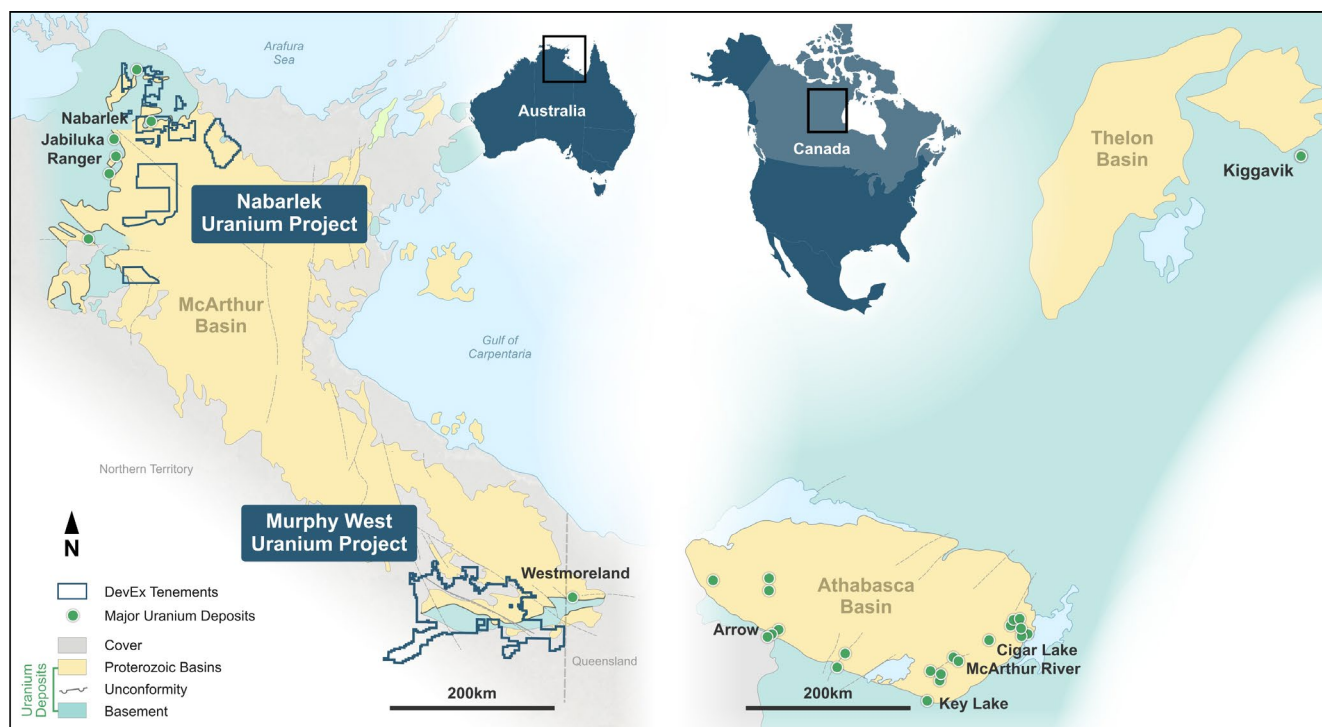 Arafura
Sea
Nabarlek
Jabiluka
Ranger
Nabarlek
Uranium Project
McArthur
Basin
Gulf of
Carpentaria
Northern Territory
Murphy West
Uranium Project
Westmoreland
Queensland
200km
N
DevEx Tenements
Major Uranium Deposits
Cover
Uranium
Deposits
Proterozoic Basins
Unconformity
Basement
Australia
Canada
Thelon
Basin
Kiggavik
Athabasca
Basin
Arrow
Cigar Lake
McArthur River
Key Lake
200km